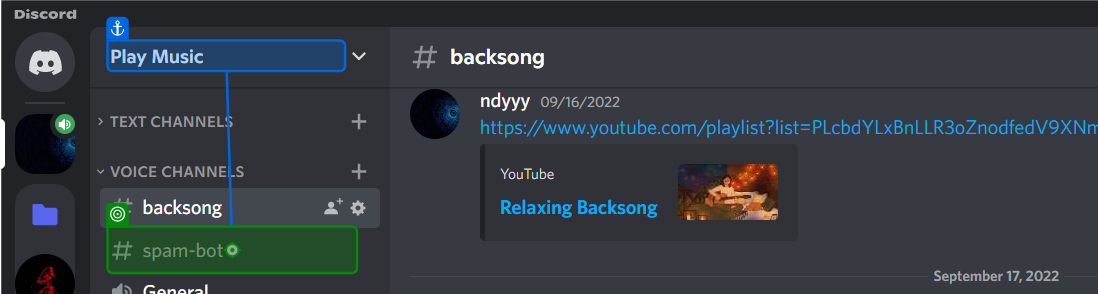 Discord
Play Music
TEXT CHANNELS
VOICE CHANNELS
backsong
spam-bot
General
backsong
ndyyy 09/16/2022
https://www.youtube.com/playlist?list=PLcbdYLxBnLLR3oZnodfedV9XNm
YouTube
Relaxing Backsong
September 17, 2022